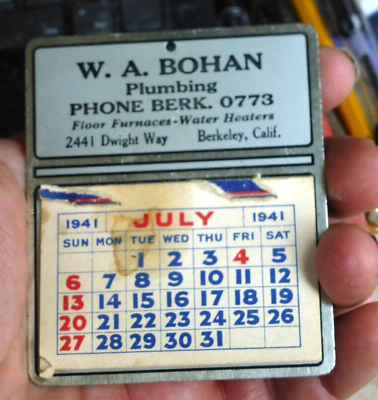 W. A. BOHAN
Plumbing
PHONE BERK. 0773
Floor Furnaces - Water Heaters
2441 Dwight Way Berkeley, Calif.
1941 JULY 1941
SUN MON TUE WED THU FRI SAT
1 2 3 4 5
6 7 8 9 10 11 12
13 14 15 16 17 18 19
20 21 22 23 24 25 26
27 28 29 30 31